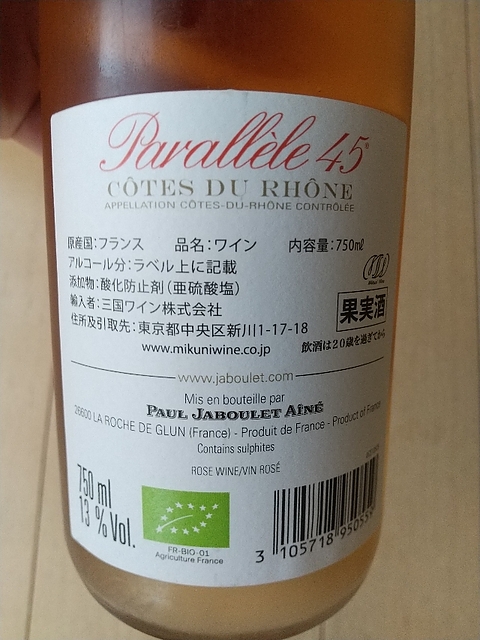 Parallèle 45e
CÔTES DU RHÔNE
APPELLATION CÔTES-DU-RHÔNE CONTRÔLÉE
原産国:フランス 品名:ワイン 内容量:750ml
アルコール分:ラベル上に記載
添加物:酸化防止剤(亜硫酸塩)
輸入者:三国ワイン株式会社
住所及引取先:東京都中央区新川1-17-18
www.mikuniwine.co.jp
果実酒
飲酒は20歳を過ぎてから
www.jaboulet.com
Mis en bouteille par
PAUL JABOULET AÎNÉ
26600 LA ROCHE DE GLUN (France) - Produit de France - Product of France
Contains sulphites
ROSE WINE/VIN ROSÉ
750 ml
13 % Vol.
FR-BIO-01
Agriculture France
3 105718 950559